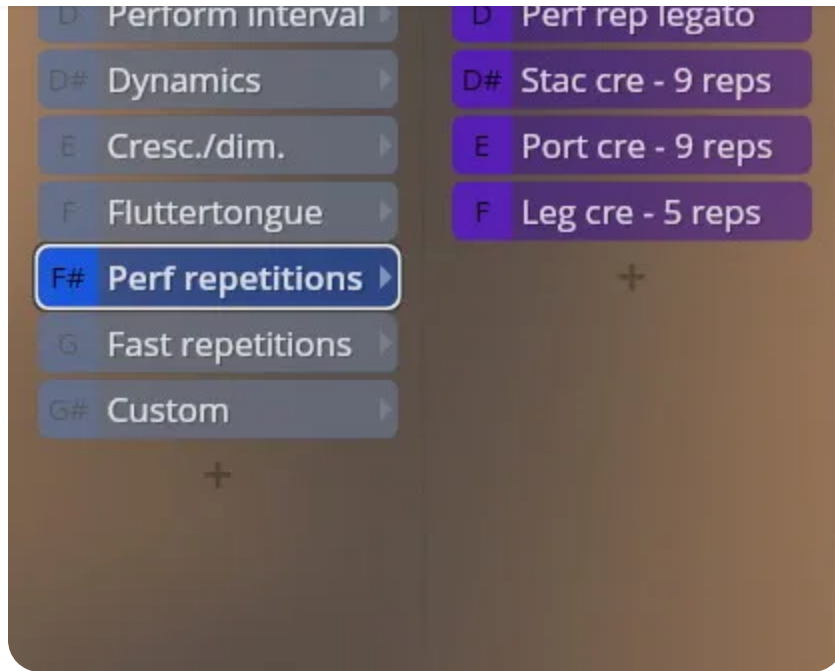 D Perform interval
D# Dynamics
E Cresc./dim.
F Fluttertongue
F# Perf repetitions
G Fast repetitions
G# Custom
+
D Perf rep legato
D# Stac cre - 9 reps
E Port cre - 9 reps
F Leg cre - 5 reps
+